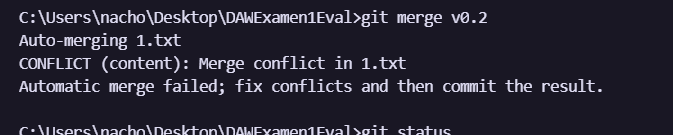 C:\Users\nacho\Desktop\DAWExamen1Eval>git merge v0.2
Auto-merging 1.txt
CONFLICT (content): Merge conflict in 1.txt
Automatic merge failed; fix conflicts and then commit the result.
C:\Users\nacho\Desktop\DAWExamen1Eval>git status